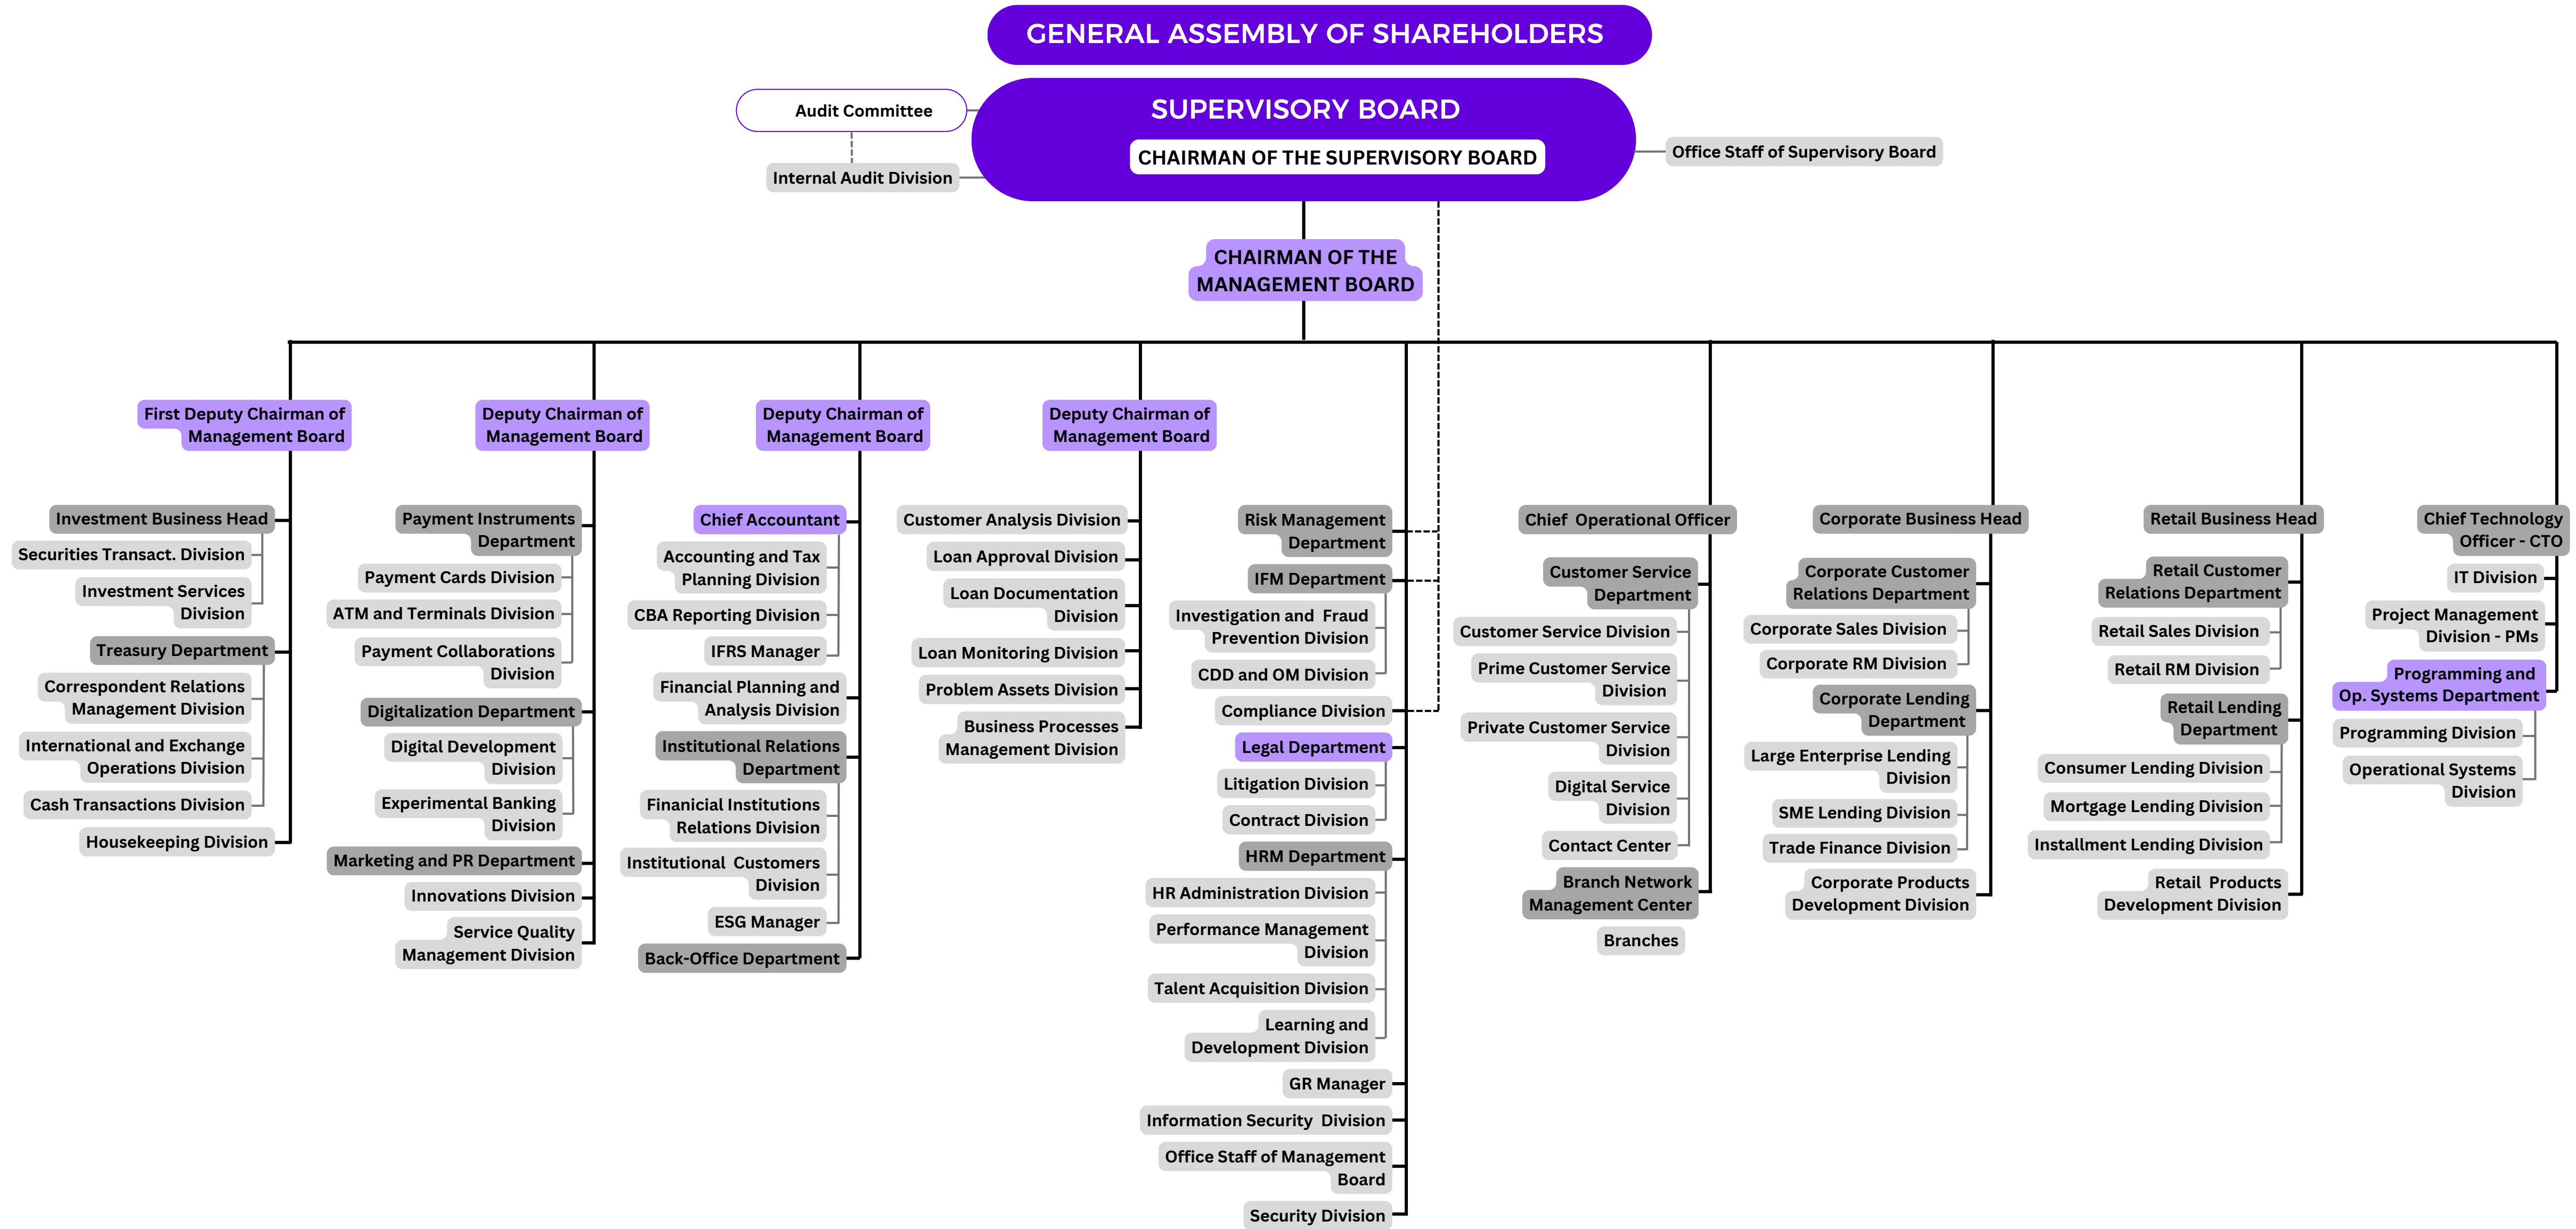 GENERAL ASSEMBLY OF SHAREHOLDERS
SUPERVISORY BOARD
CHAIRMAN OF THE SUPERVISORY BOARD
Audit Committee
Internal Audit Division
Office Staff of Supervisory Board
CHAIRMAN OF THE
MANAGEMENT BOARD
First Deputy Chairman of
Management Board
Investment Business Head
Securities Transact. Division
Investment Services
Division
Treasury Department
Correspondent Relations
Management Division
International and Exchange
Operations Division
Cash Transactions Division
Housekeeping Division
Deputy Chairman of
Management Board
Payment Instruments
Department
Payment Cards Division
ATM and Terminals Division
Payment Collaborations
Division
Digitalization Department
Digital Development
Division
Experimental Banking
Division
Marketing and PR Department
Innovations Division
Service Quality
Management Division
Deputy Chairman of
Management Board
Chief Accountant
Accounting and Tax
Planning Division
CBA Reporting Division
IFRS Manager
Financial Planning and
Analysis Division
Institutional Relations
Department
Finanicial Institutions
Relations Division
Institutional Customers
Division
ESG Manager
Back-Office Department
Deputy Chairman of
Management Board
Customer Analysis Division
Loan Approval Division
Loan Documentation
Division
Loan Monitoring Division
Problem Assets Division
Business Processes
Management Division
Risk Management
Department
IFM Department
Investigation and Fraud
Prevention Division
CDD and OM Division
Compliance Division
Legal Department
Litigation Division
Contract Division
HRM Department
HR Administration Division
Performance Management
Division
Talent Acquisition Division
Learning and
Development Division
GR Manager
Information Security Division
Office Staff of Management
Board
Security Division
Chief Operational Officer
Customer Service
Department
Customer Service Division
Prime Customer Service
Division
Private Customer Service
Division
Digital Service
Division
Contact Center
Branch Network
Management Center
Branches
Corporate Business Head
Corporate Customer
Relations Department
Corporate Sales Division
Corporate RM Division
Corporate Lending
Department
Large Enterprise Lending
Division
SME Lending Division
Trade Finance Division
Corporate Products
Development Division
Retail Business Head
Retail Customer
Relations Department
Retail Sales Division
Retail RM Division
Retail Lending
Department
Consumer Lending Division
Mortgage Lending Division
Installment Lending Division
Retail Products
Development Division
Chief Technology
Officer - CTO
IT Division
Project Management
Division - PMs
Programming and
Op. Systems Department
Programming Division
Operational Systems
Division